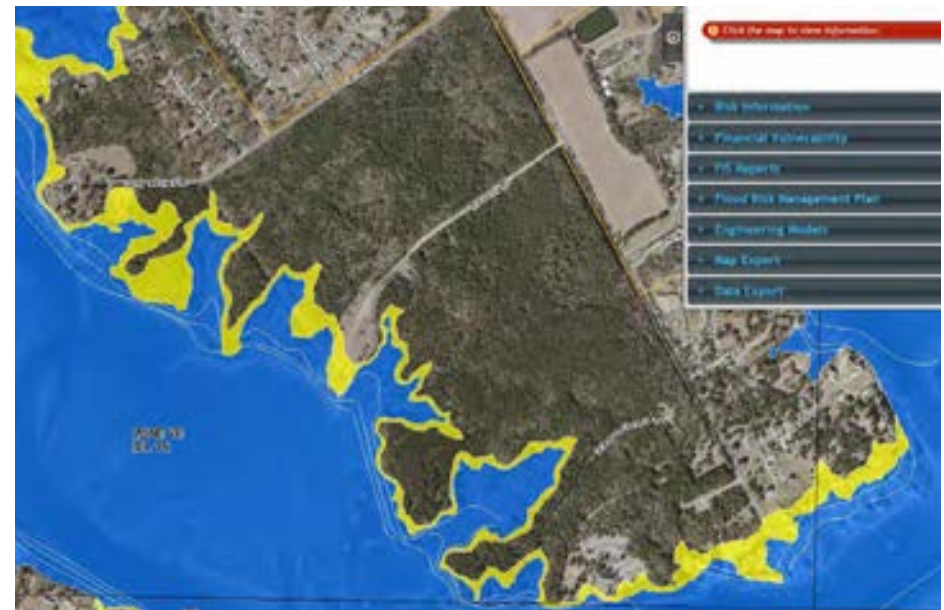 Click the map to view information.
Risk Information
Financial Vulnerability
FIS Reports
Flood Risk Management Plan
Engineering Models
Map Export
Data Export